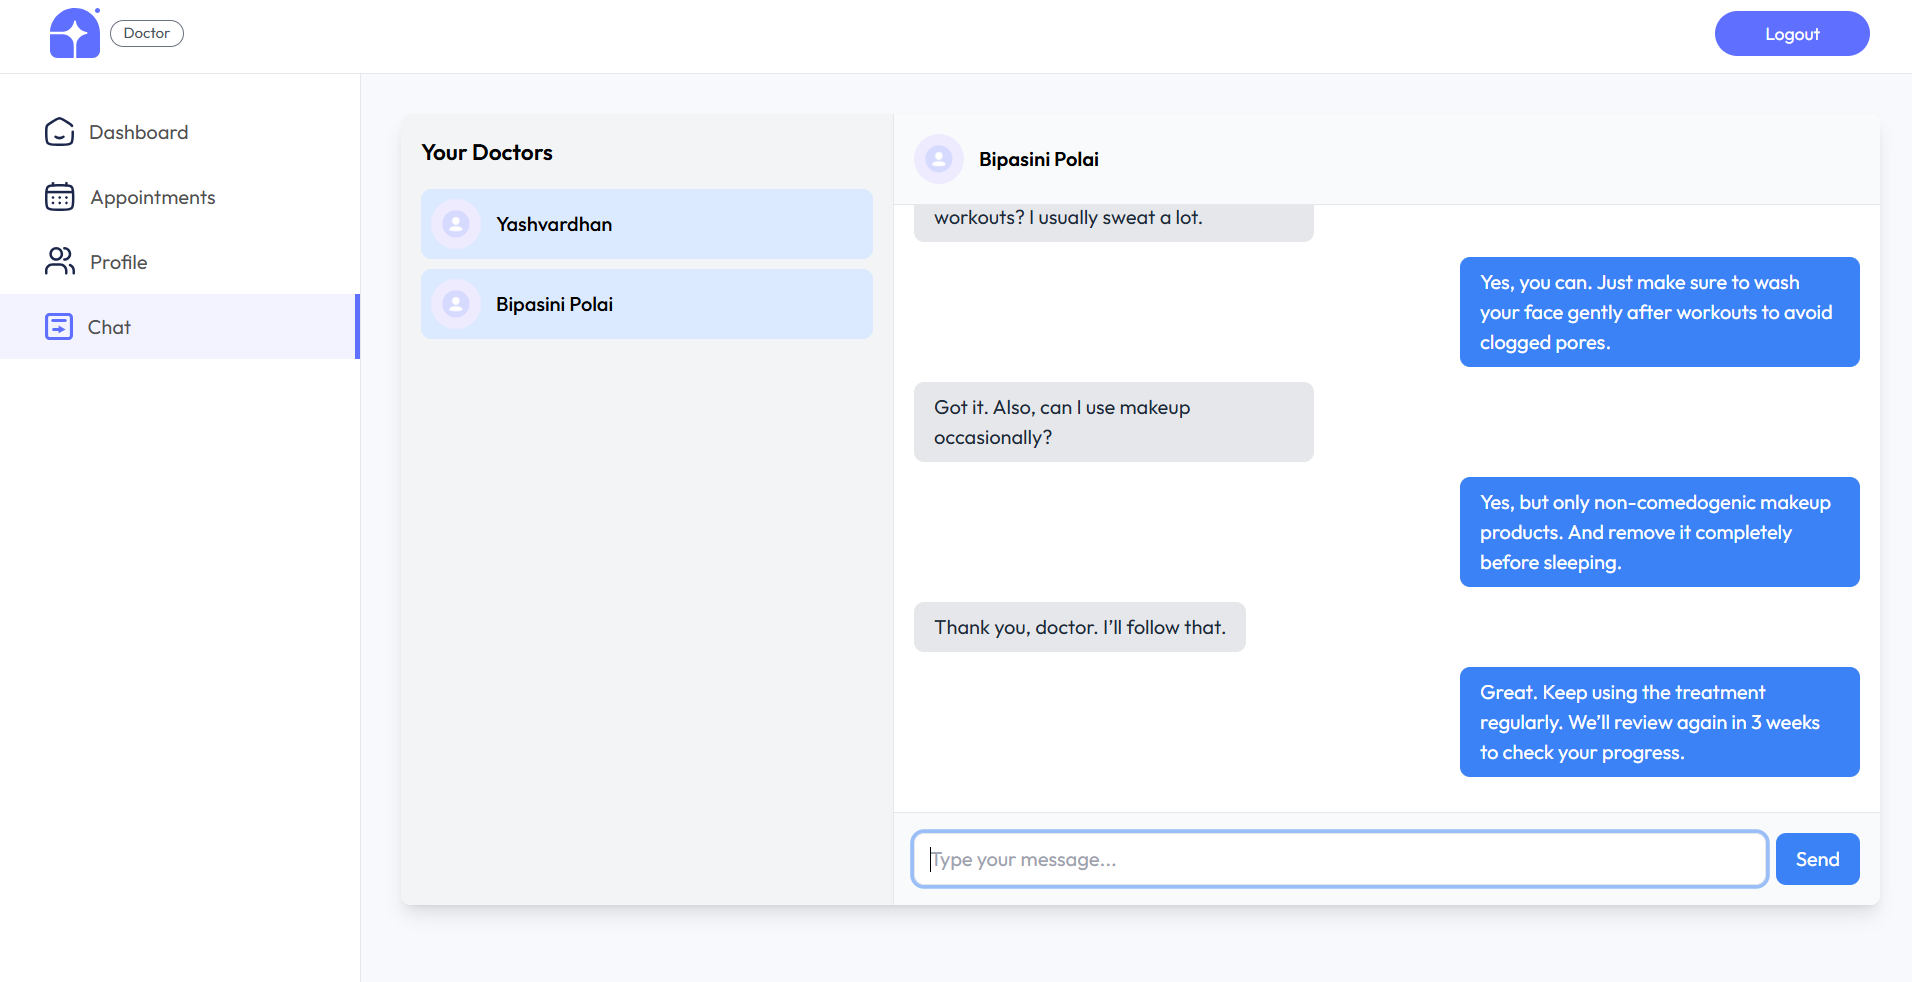 Doctor
Logout
Dashboard
Appointments
Profile
Chat
Your Doctors
Yashvardhan
Bipasini Polai
Bipasini Polai
workouts? I usually sweat a lot.
Yes, you can. Just make sure to wash
your face gently after workouts to avoid
clogged pores.
Got it. Also, can I use makeup
occasionally?
Yes, but only non-comedogenic makeup
products. And remove it completely
before sleeping.
Thank you, doctor. I’ll follow that.
Great. Keep using the treatment
regularly. We’ll review again in 3 weeks
to check your progress.
Type your message...
Send